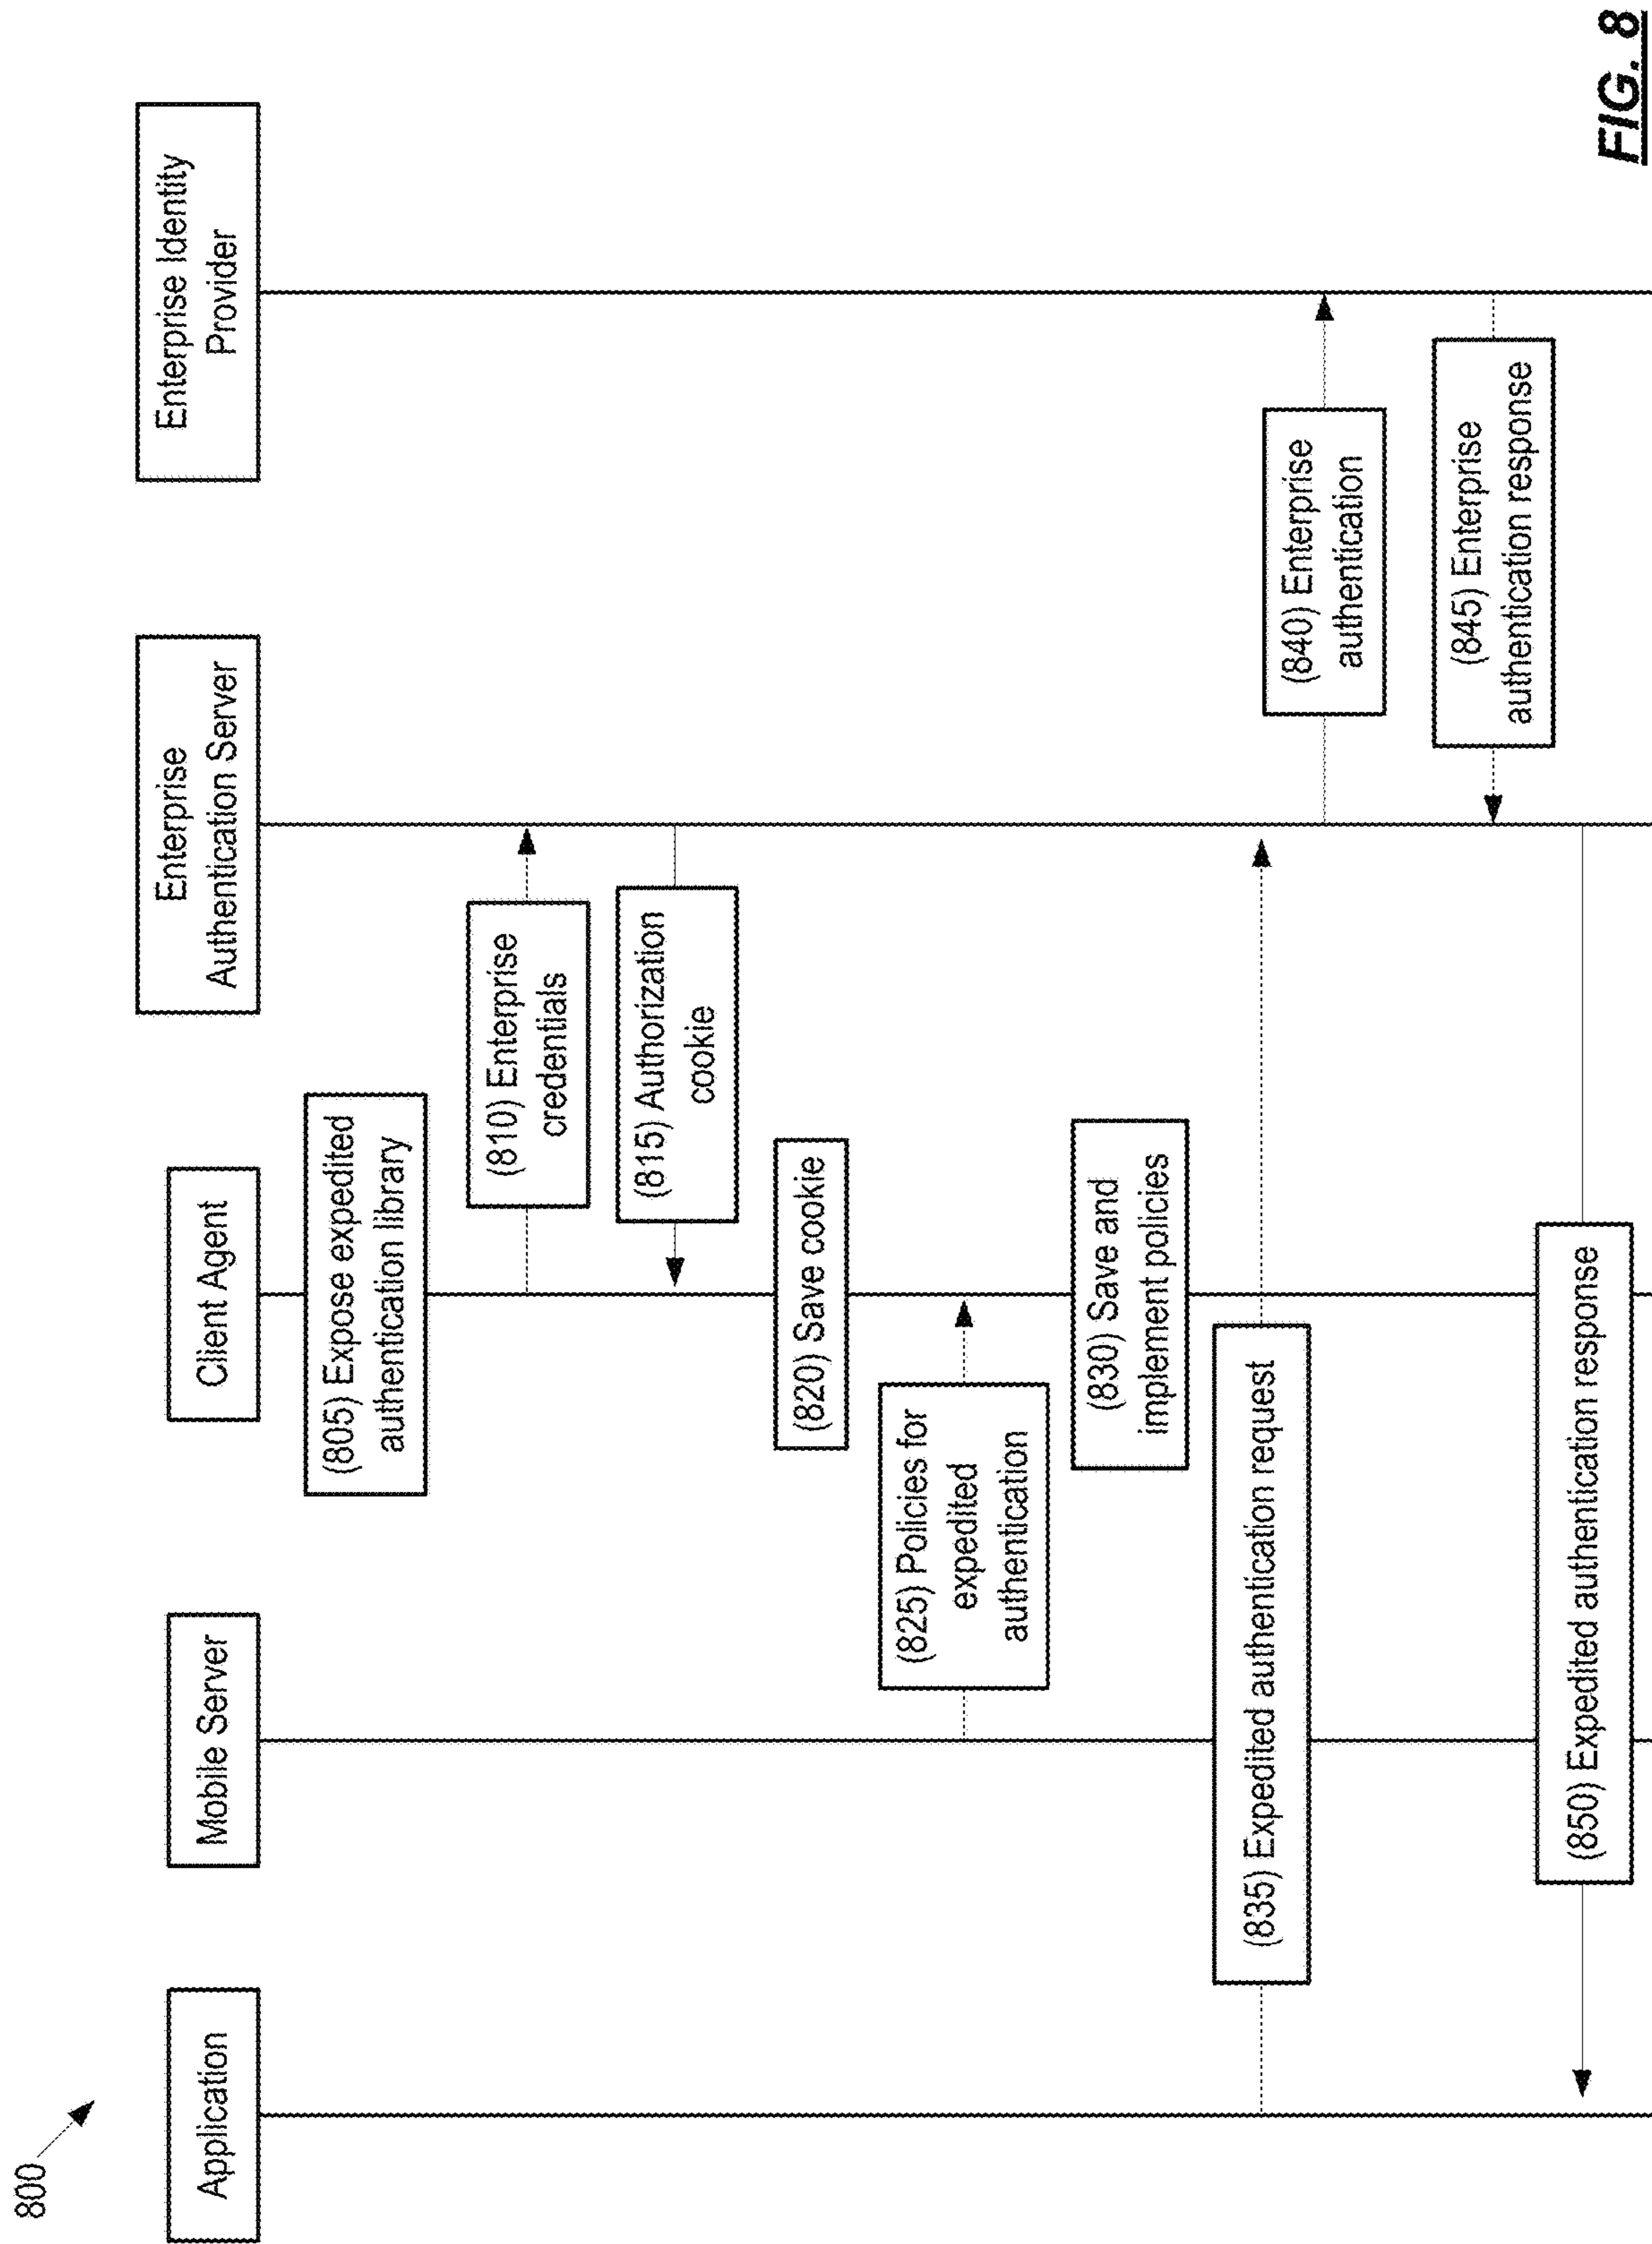 800
Application
Mobile Server
Client Agent
Enterprise
Authentication Server
Enterprise Identity
Provider
(805) Expose expedited
authentication library
(810) Enterprise
credentials
(815) Authorization
cookie
(820) Save cookie
(825) Policies for
expedited
authentication
(830) Save and
implement policies
(835) Expedited authentication request
(840) Enterprise
authentication
(845) Enterprise
authentication response
(850) Expedited authentication response
FIG. 8